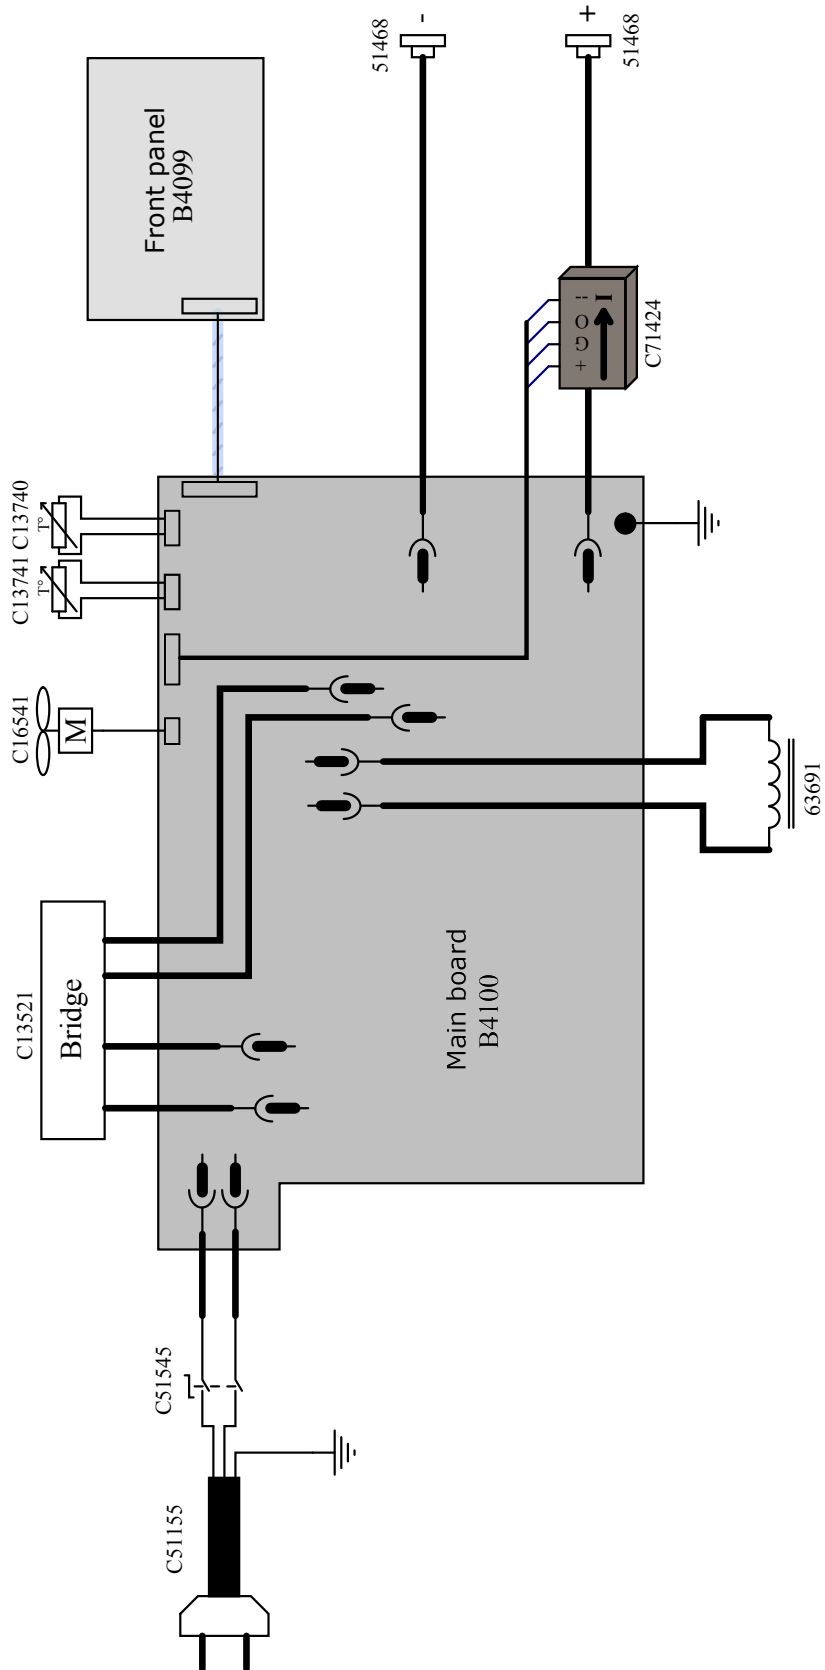 51468
-
51468
+
Front panel
B4099
-- O G +
I
C71424
C13740
T°
C13741
T°
C16541
M
63691
C13521
Bridge
Main board
B4100
C51545
C51155